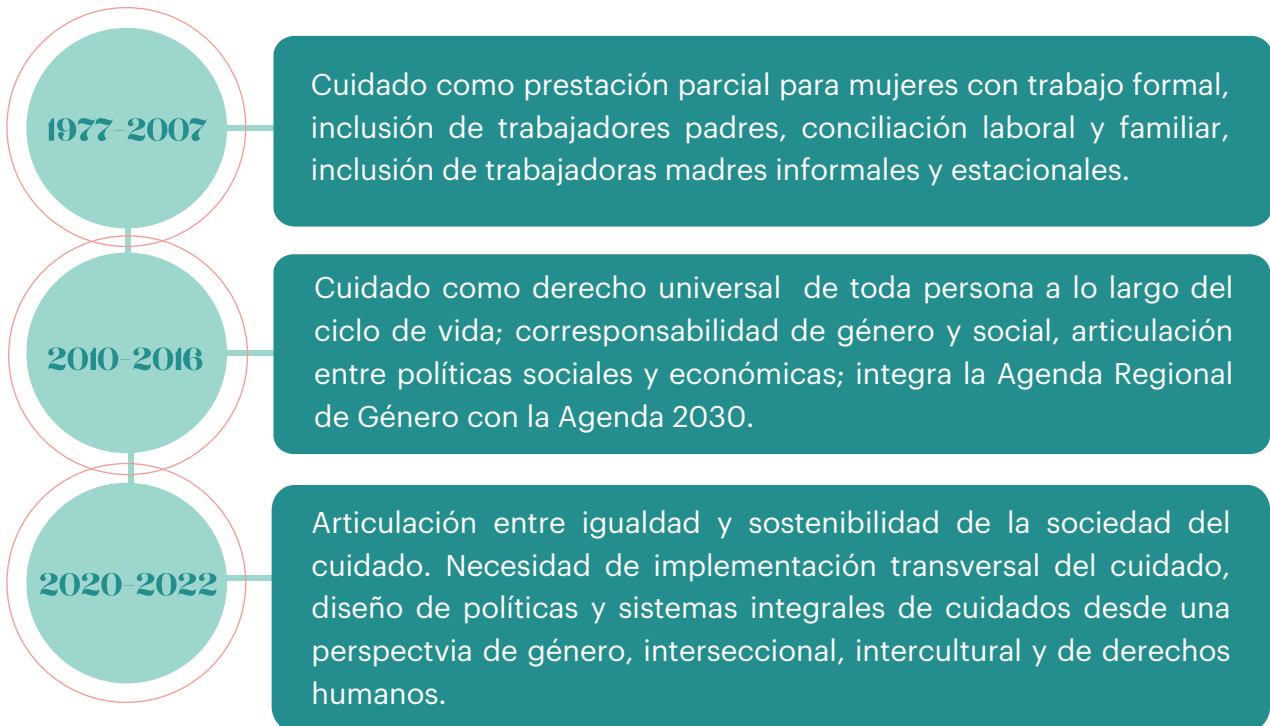 1977-2007
Cuidado como prestación parcial para mujeres con trabajo formal,
inclusión de trabajadores padres, conciliación laboral y familiar,
inclusión de trabajadoras madres informales y estacionales.
2010-2016
Cuidado como derecho universal de toda persona a lo largo del
ciclo de vida; corresponsabilidad de género y social, articulación
entre políticas sociales y económicas; integra la Agenda Regional
de Género con la Agenda 2030.
2020-2022
Articulación entre igualdad y sostenibilidad de la sociedad del
cuidado. Necesidad de implementación transversal del cuidado,
diseño de políticas y sistemas integrales de cuidados desde una
perspectvia de género, interseccional, intercultural y de derechos
humanos.